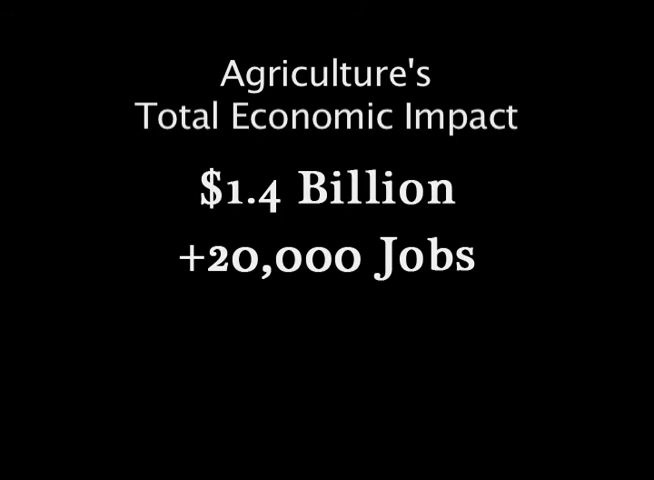 Agriculture's
Total Economic Impact
$1.4 Billion
+20,000 Jobs